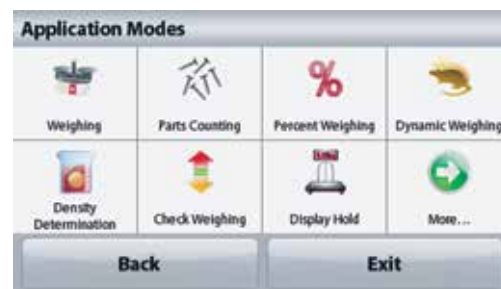 Application Modes
Weighing
Parts Counting
Percent Weighing
Dynamic Weighing
Density
Determination
Check Weighing
Display Hold
More...
Back
Exit